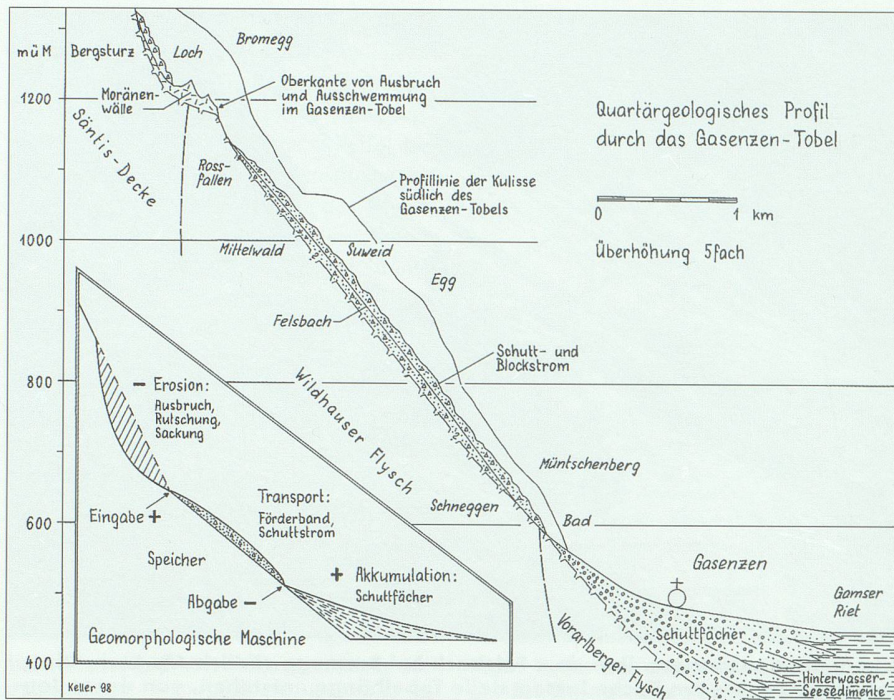 müM
Bergsturz
Loch
Bromegg
Moränen-
wälle
1200
Oberkante von Ausbruch
und Ausschwemmung
im Gasenzen-Tobel
Quartärgeologisches Profil
durch das Gasenzen-Tobel
Säntis-Decke
Ross-
fallen
Profillinie der Kulisse
südlich des
Gasenzen-Tobels
0
1 km
1000
Mittelwald
Suweid
Überhöhung 5fach
Egg
Felsbach
Schutt- und
Blockstrom
800
− Erosion:
Ausbruch,
Rutschung,
Sackung
Wildhauser Flysch
Müntschenberg
Transport:
Förderband,
Schuttstrom
Schneggen
600
Eingabe +
Bad
Speicher
Gasenzen
+ Akkumulation:
Schuttfächer
Abgabe −
Gamser
Riet
Geomorphologische Maschine
Vorarlberger Flysch
Schuttfächer
400
Keller 98
Hinterwasser-
Seesedimente